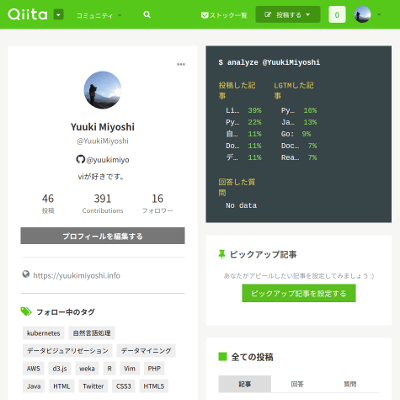 Qiita
コミュニティ
ストック一覧
投稿する
0
Yuuki Miyoshi
@YuukiMiyoshi
@yuukimiyo
viが好きです。
46
391
16
投稿
Contributions
フォロワー
プロフィールを編集する
https://yuukimiyoshi.info
フォロー中のタグ
kubernetes
自然言語処理
データビジュアリゼーション
データマイニング
AWS
d3.js
weka
R
Vim
PHP
Java
HTML
Twitter
CSS3
HTML5
$ analyze @YuukiMiyoshi
投稿した記事
LGTMした記事
Li… 39%
Py… 16%
Py… 22%
Ja… 13%
自… 11%
Go: 9%
Do… 11%
Doc… 7%
デ… 11%
Rea… 7%
回答した質問
No data
ピックアップ記事
あなたがアピールしたい記事を設定してみましょう :)
ピックアップ記事を設定する
全ての投稿
記事
回答
質問